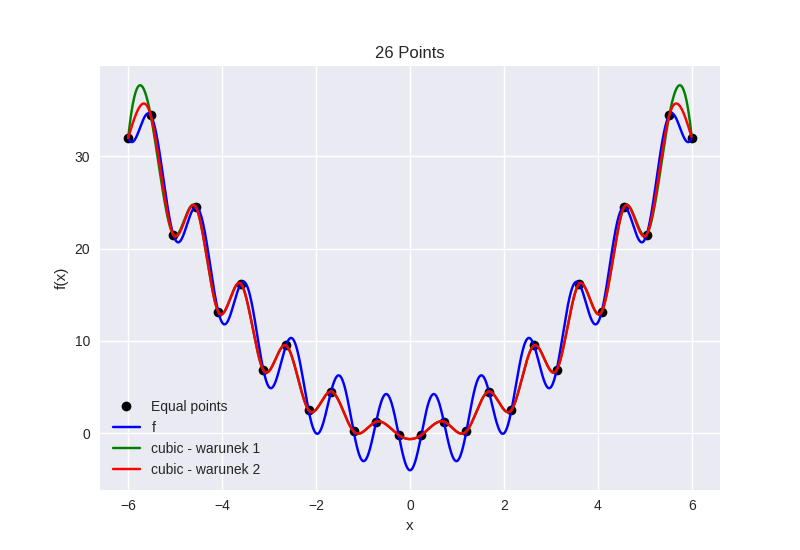 26 Points
f(x)
30
20
10
0
Equal points
f
cubic - warunek 1
cubic - warunek 2
−6
−4
−2
0
2
4
6
x